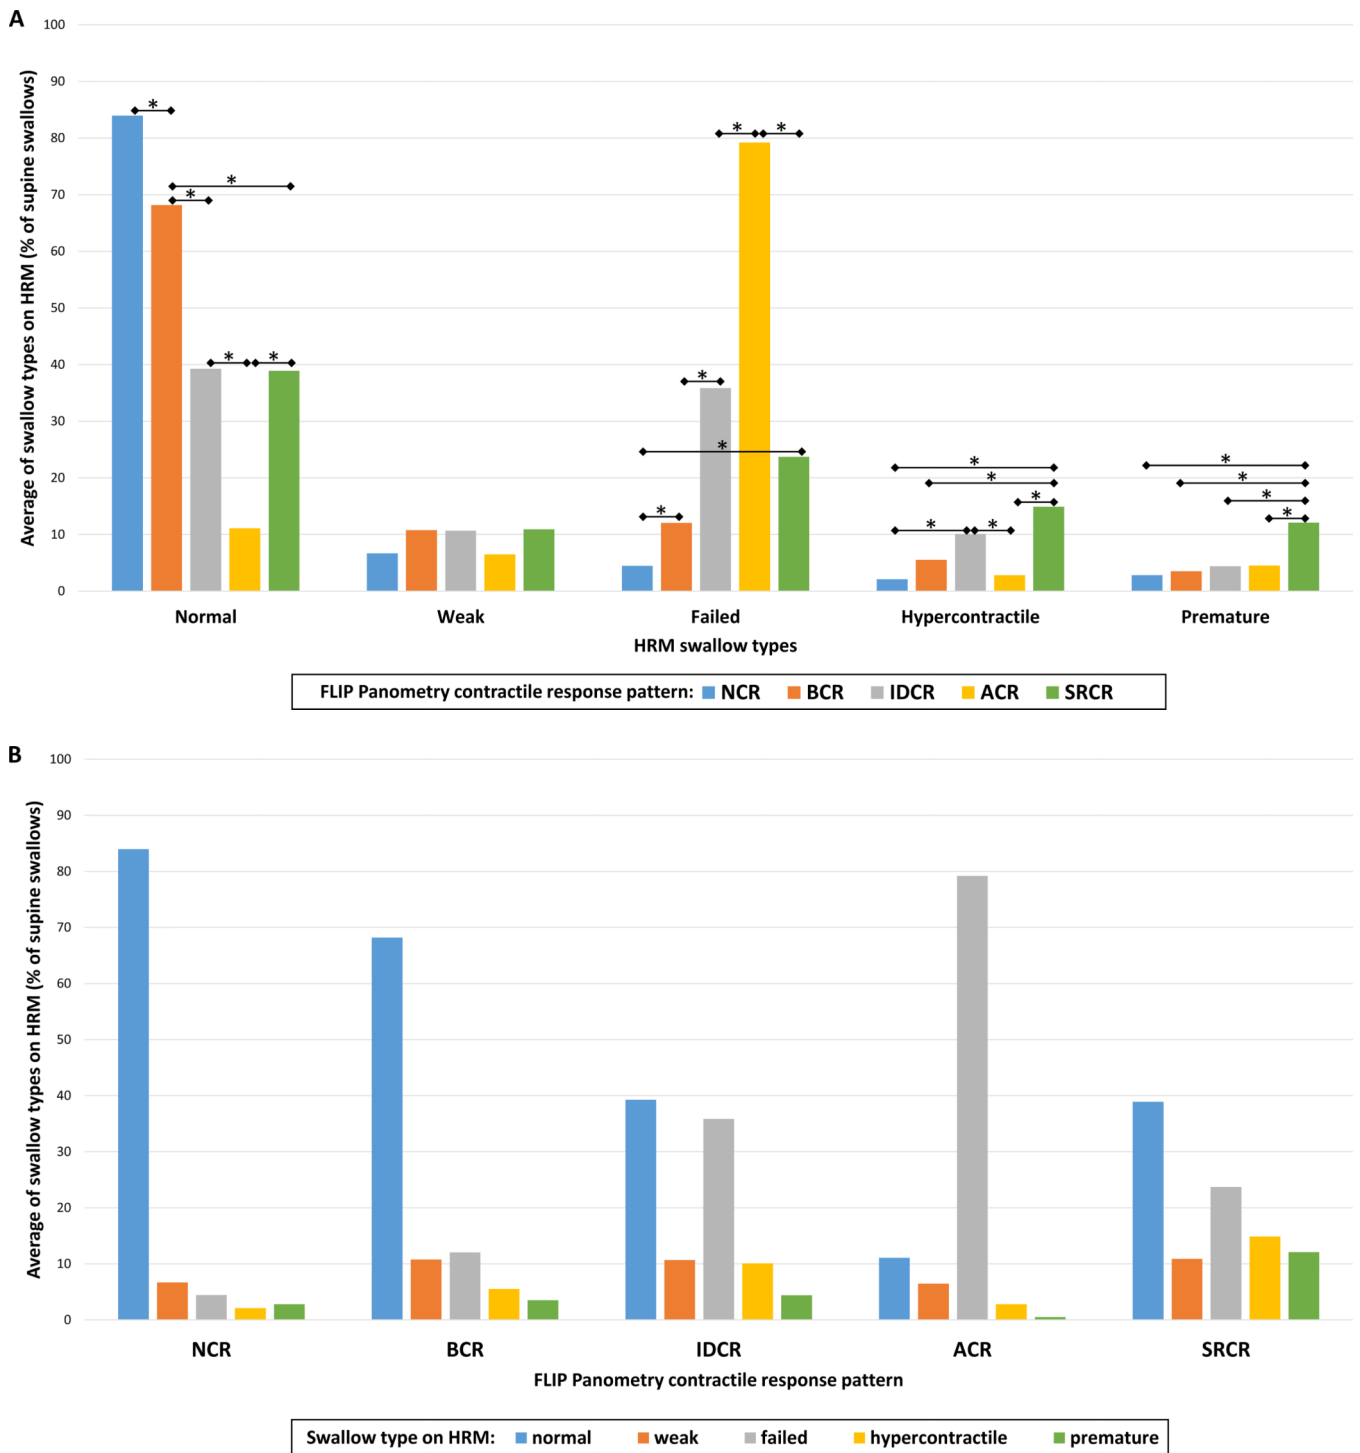 A
Average of swallow types on HRM (% of supine swallows)
100
90
80
70
60
50
40
30
20
10
0
* * * * * * * * * * * * * * * * * * *
Normal Weak Failed Hypercontractile Premature
HRM swallow types
FLIP Panometry contractile response pattern: NCR BCR IDCR ACR SRCR
B
Average of swallow types on HRM (% of supine swallows)
100
90
80
70
60
50
40
30
20
10
0
NCR BCR IDCR ACR SRCR
FLIP Panometry contractile response pattern
Swallow type on HRM: normal weak failed hypercontractile premature